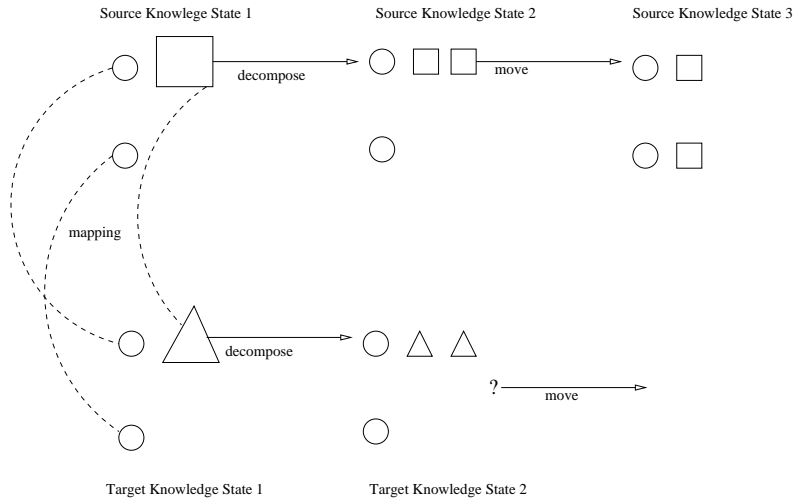 Source Knowlege State 1
Source Knowledge State 2
Source Knowledge State 3
decompose
move
mapping
decompose
?
move
Target Knowledge State 1
Target Knowledge State 2